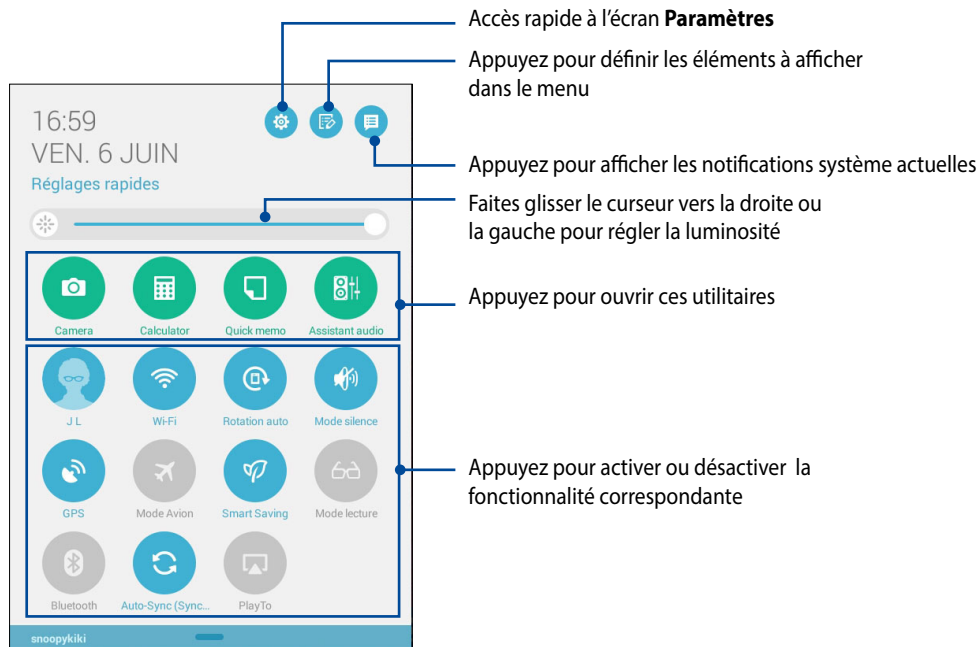 Accès rapide à l'écran Paramètres
Appuyez pour définir les éléments à afficher
dans le menu
16:59
VEN. 6 JUIN
Réglages rapides
Appuyez pour afficher les notifications système actuelles
Faites glisser le curseur vers la droite ou
la gauche pour régler la luminosité
Camera
Calculator
Quick memo
Assistant audio
Appuyez pour ouvrir ces utilitaires
J L
Wi-Fi
Rotation auto
Mode silence
GPS
Mode Avion
Smart Saving
Mode lecture
Appuyez pour activer ou désactiver  la
fonctionnalité correspondante
Bluetooth
Auto-Sync (Sync...
PlayTo
snoopykiki